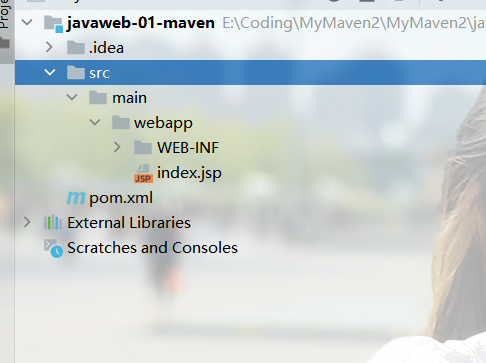 Proje
javaweb-01-maven E:\Coding\MyMaven2\MyMaven2\ja
.idea
src
main
webapp
WEB-INF
JSP index.jsp
m pom.xml
External Libraries
Scratches and Consoles